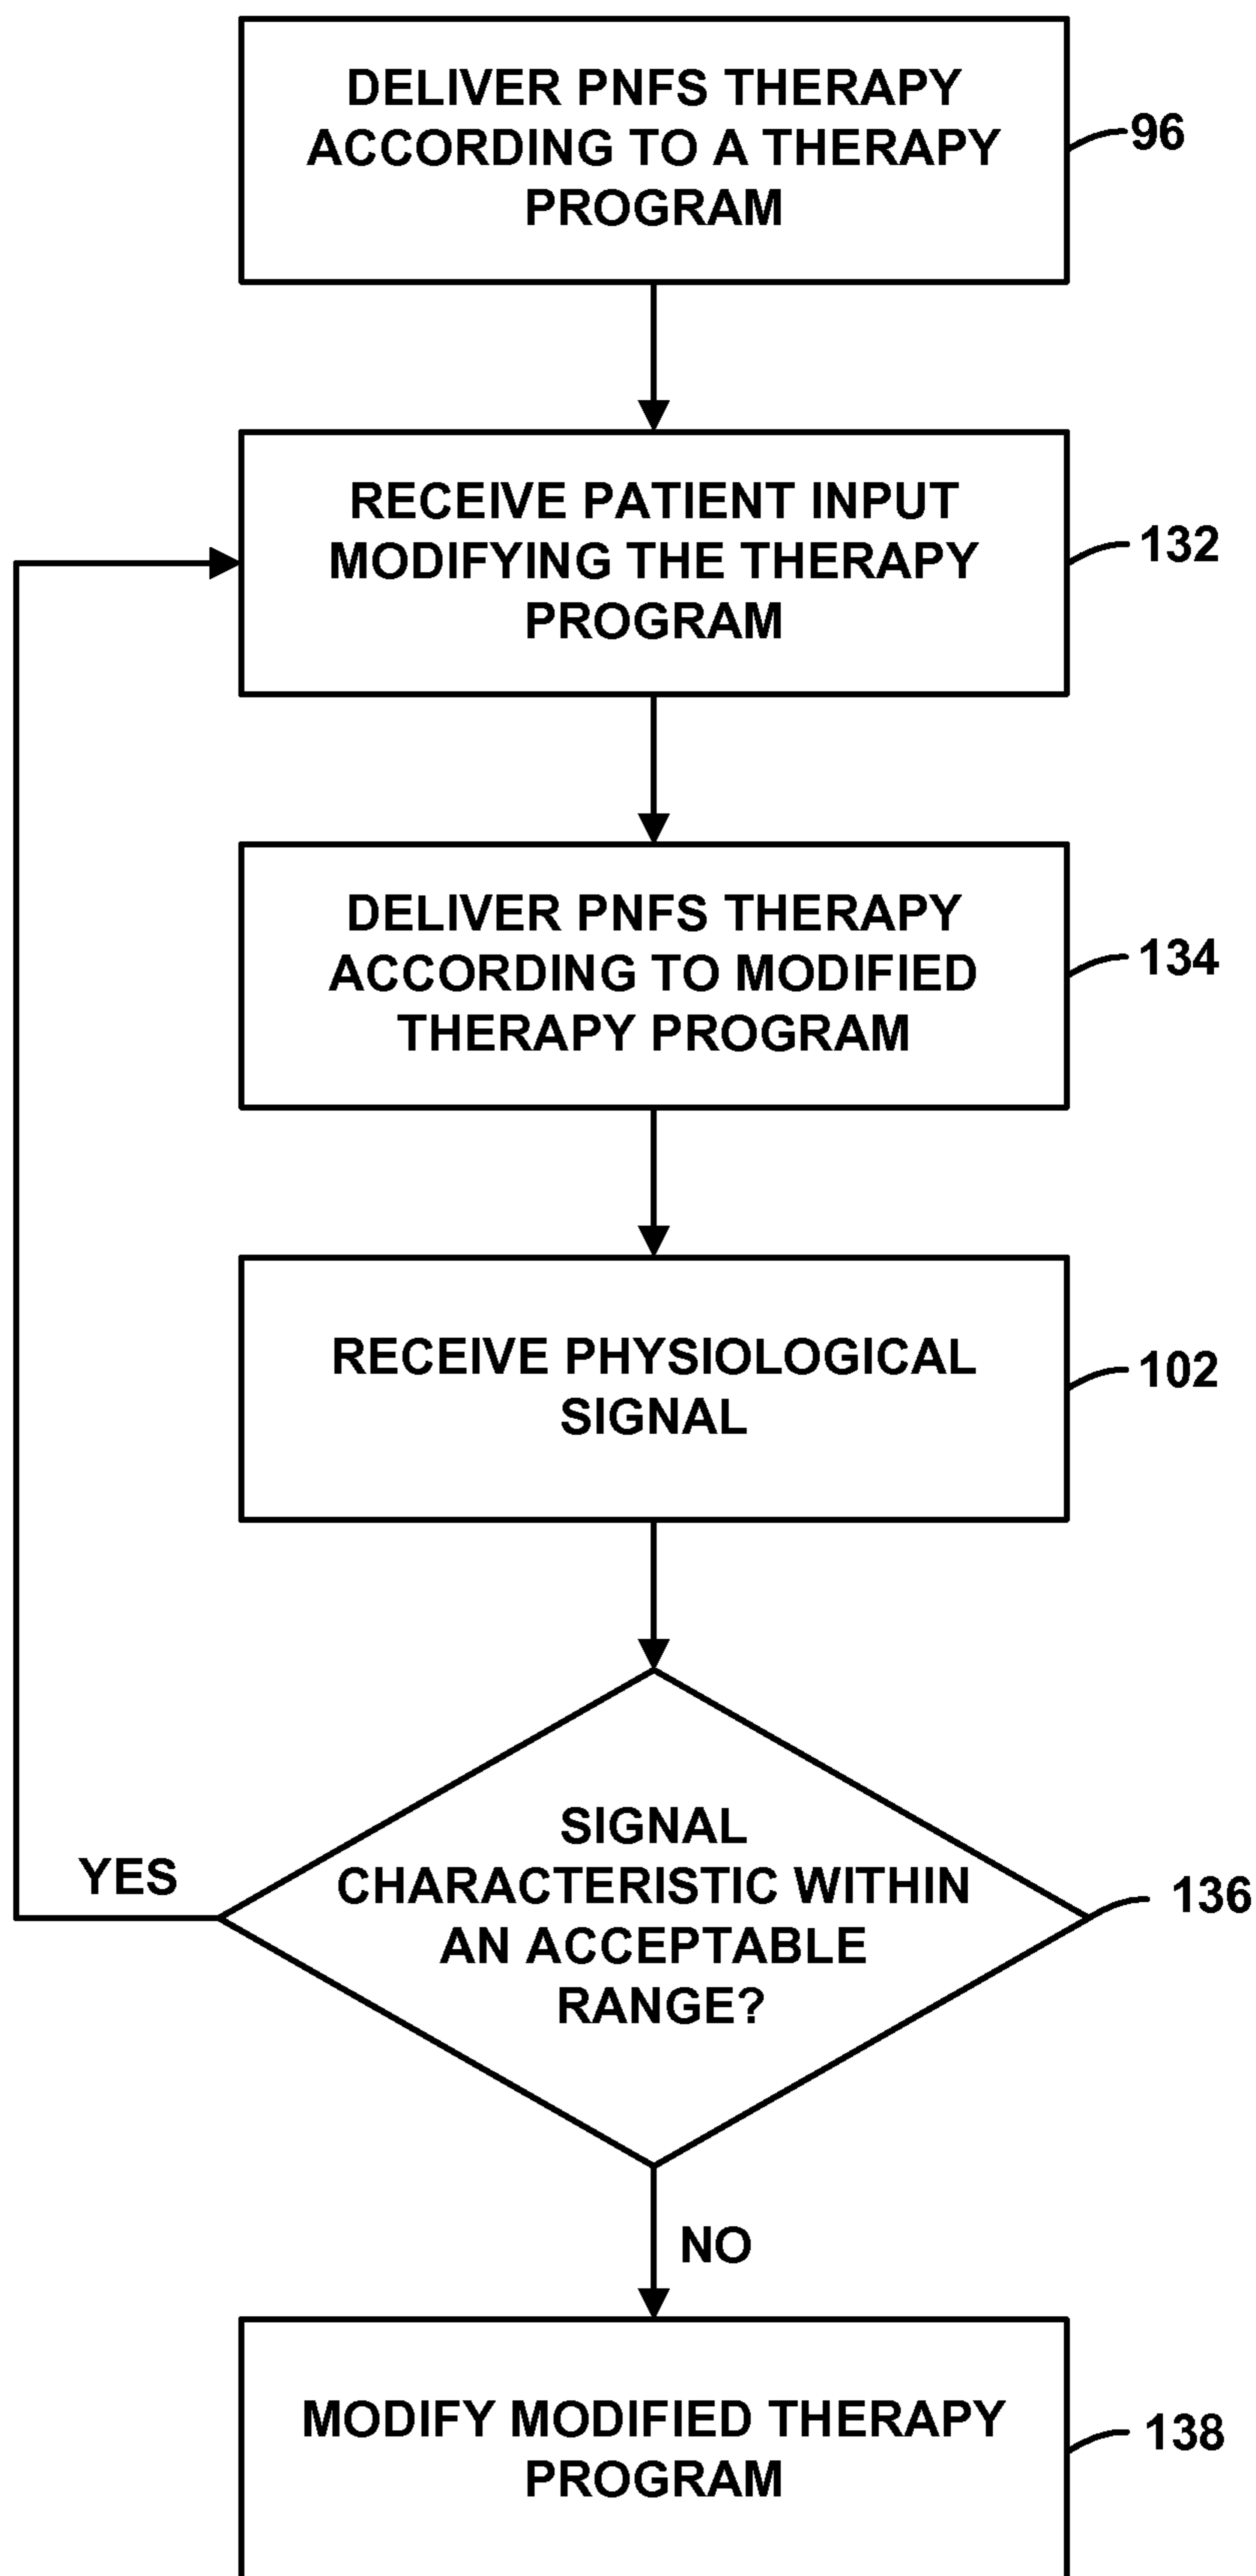 DELIVER PNFS THERAPY
ACCORDING TO A THERAPY
PROGRAM
96
RECEIVE PATIENT INPUT
MODIFYING THE THERAPY
PROGRAM
132
DELIVER PNFS THERAPY
ACCORDING TO MODIFIED
THERAPY PROGRAM
134
RECEIVE PHYSIOLOGICAL
SIGNAL
102
SIGNAL
CHARACTERISTIC WITHIN
AN ACCEPTABLE
RANGE?
136
YES
NO
MODIFY MODIFIED THERAPY
PROGRAM
138